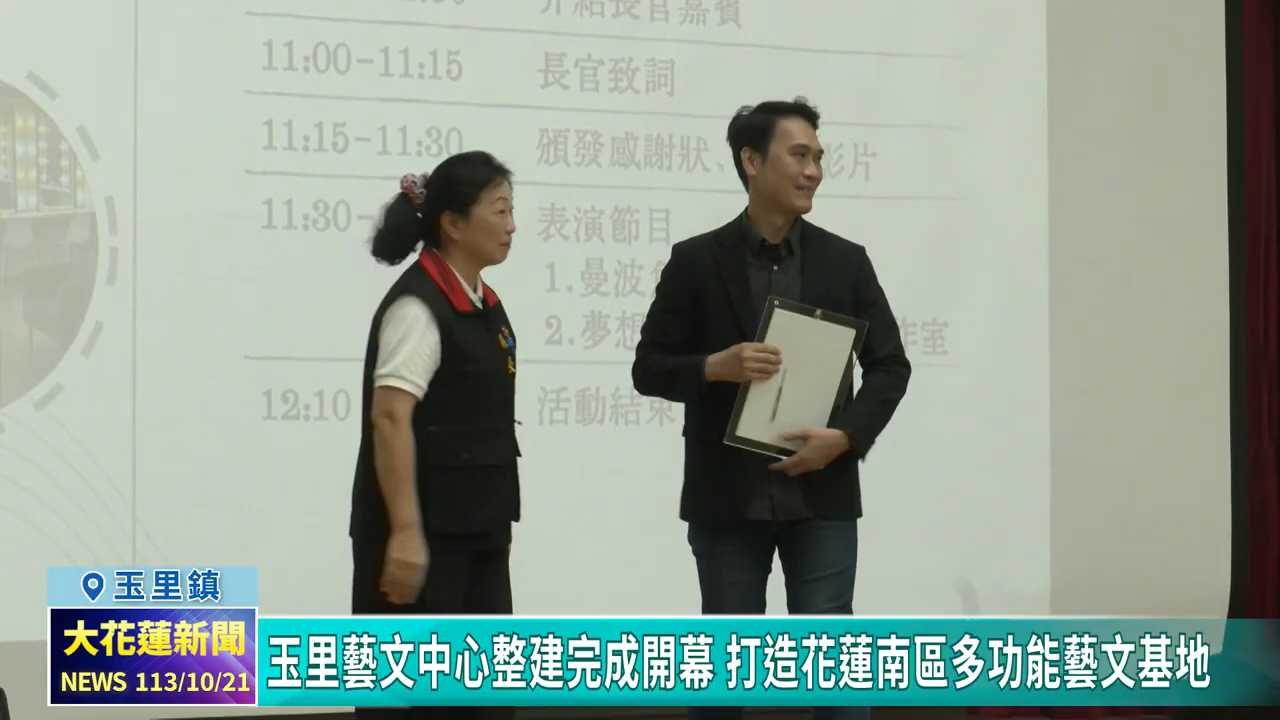 介紹長官嘉賓
11:00-11:15 長官致詞
11:15-11:30 頒發感謝狀、 影片
11:30- 表演節目
1.曼波
2.夢想 作室
12:10 活動結束
玉里鎮
大花蓮新聞
NEWS 113/10/21
玉里藝文中心整建完成開幕 打造花蓮南區多功能藝文基地